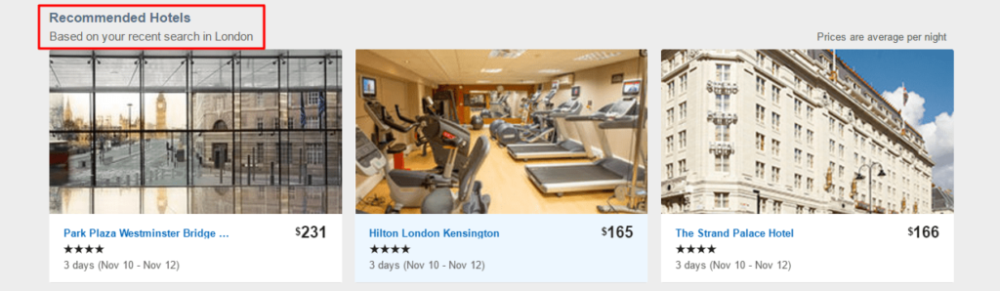 Recommended Hotels
Based on your recent search in London
Prices are average per night
Park Plaza Westminster Bridge ...
$231
★★★★
3 days (Nov 10 - Nov 12)
Hilton London Kensington
$165
★★★★
3 days (Nov 10 - Nov 12)
The Strand Palace Hotel
$166
★★★★
3 days (Nov 10 - Nov 12)